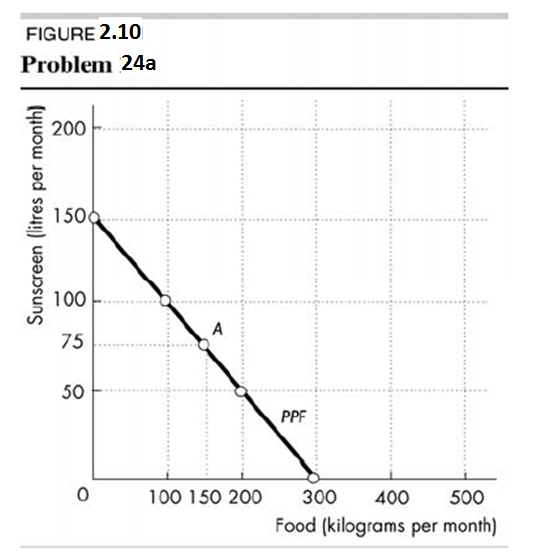 FIGURE 2.10
Problem 24a
Sunscreen (litres per month)
200
150
100
75
50
A
PPF
0
100 150 200 300 400 500
Food (kilograms per month)